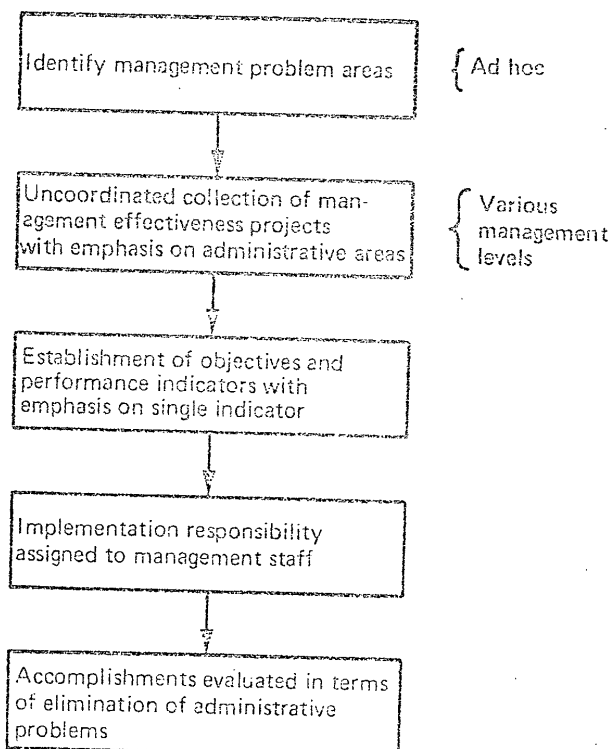 Identify management problem areas
{ Ad hoc
Uncoordinated collection of man-
agement effectiveness projects
with emphasis on administrative areas
{ Various
management
levels
Establishment of objectives and
performance indicators with
emphasis on single indicator
Implementation responsibility
assigned to management staff
Accomplishments evaluated in terms
of elimination of administrative
problems